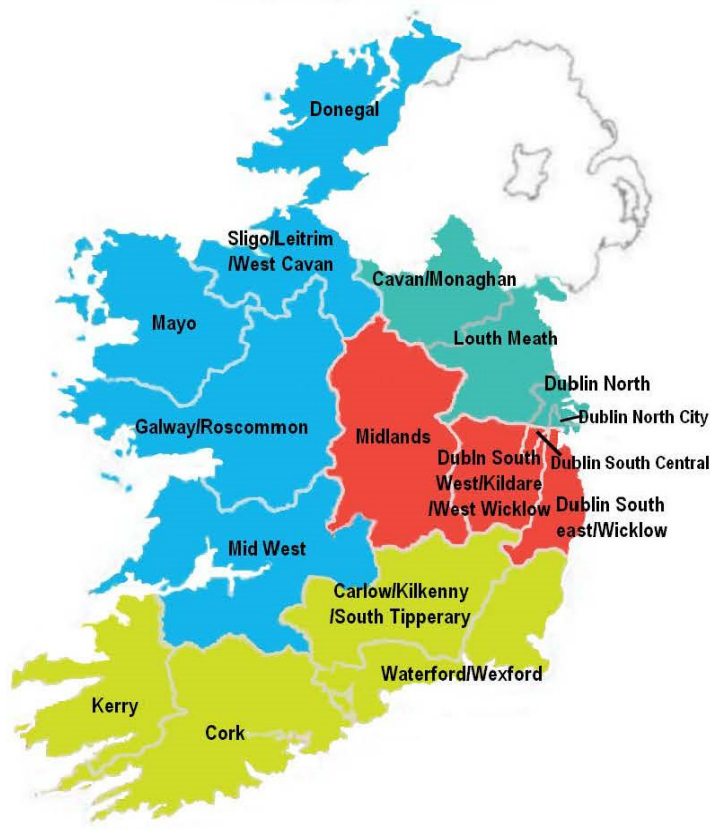 Donegal
Sligo/Leitrim
/West Cavan
Cavan/Monaghan
Mayo
Louth Meath
Dublin North
Dublin North City
Galway/Roscommon
Midlands
Dubln South
West/Kildare
/West Wicklow
Dublin South Central
Dublin South
east/Wicklow
Mid West
Carlow/Kilkenny
/South Tipperary
Waterford/Wexford
Kerry
Cork